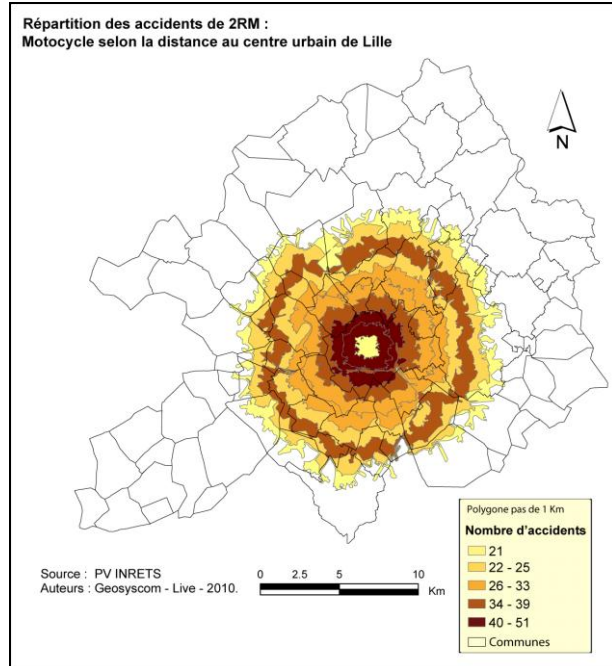 Répartition des accidents de 2RM :
Motocycle selon la distance au centre urbain de Lille
N
Polygone pas de 1 Km
Nombre d'accidents
21
22 - 25
26 - 33
34 - 39
40 - 51
Communes
Source : PV INRETS
Auteurs : Geosyscom - Live - 2010.
0 2.5 5 10
Km